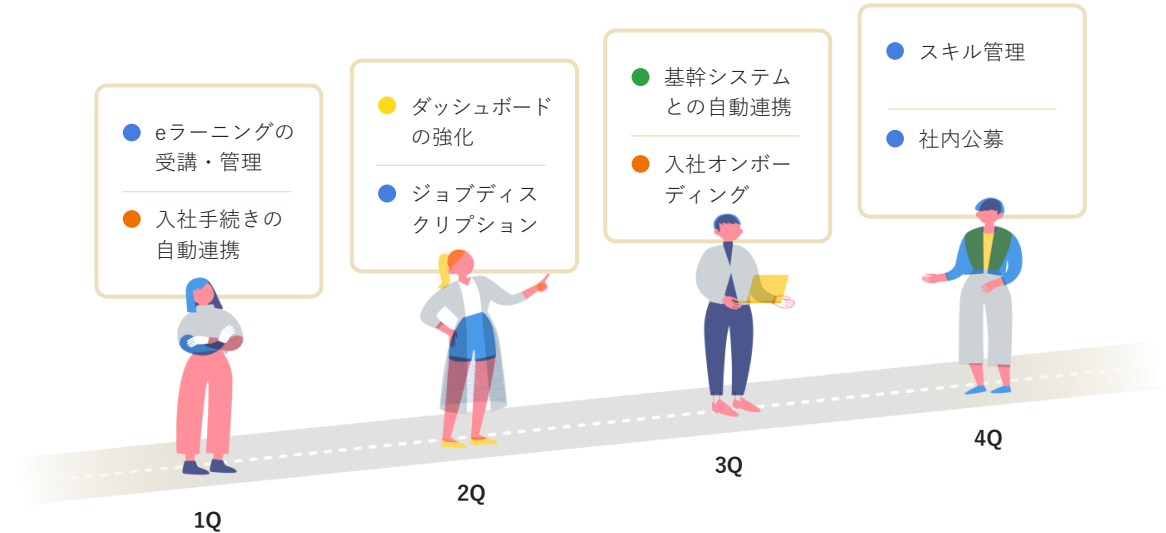 eラーニングの
受講・管理
入社手続きの
自動連携
1Q
ダッシュボード
の強化
ジョブディス
クリプション
2Q
基幹システム
との自動連携
入社オンボー
ディング
3Q
スキル管理
社内公募
4Q